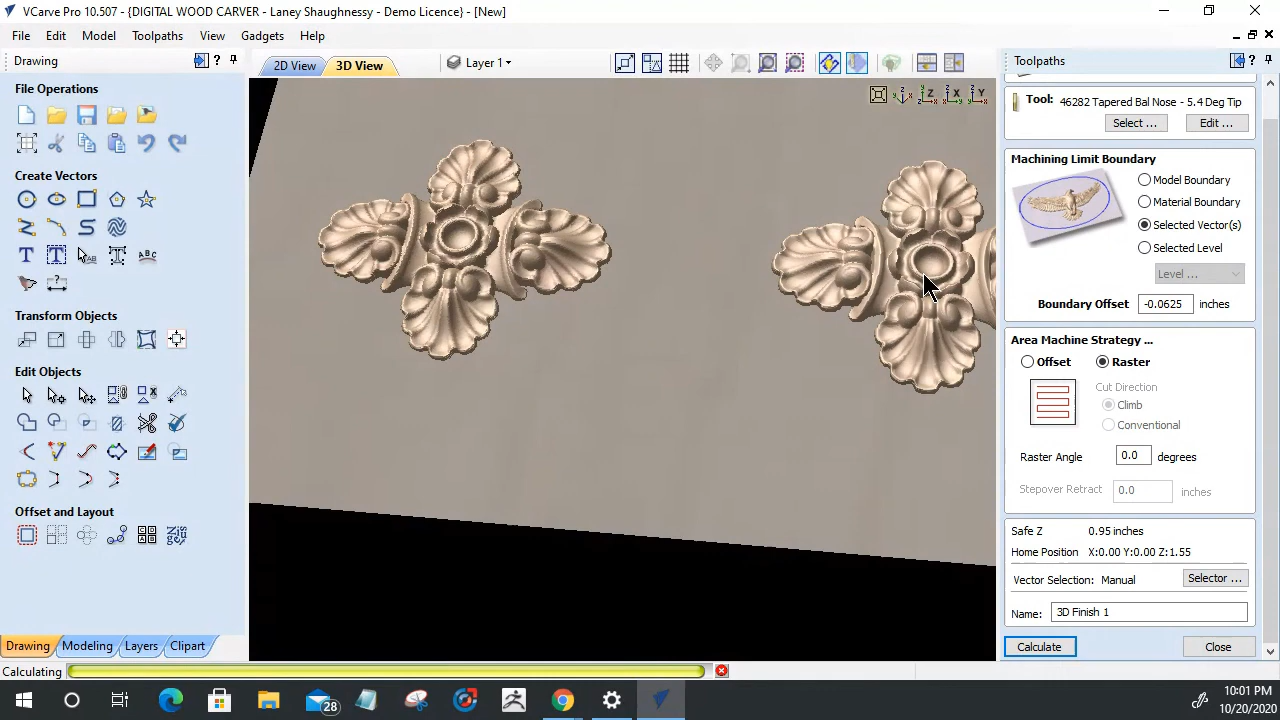 VCarve Pro 10.507 - {DIGITAL WOOD CARVER - Laney Shaughnessy - Demo Licence} - [New]
File Edit Model Toolpaths View Gadgets Help
Drawing ?
2D View 3D View Layer 1
Toolpaths ?
File Operations
Create Vectors
Transform Objects
Edit Objects
Offset and Layout
Drawing Modeling Layers Clipart
Z X Y
Tool: 46282 Tapered Bal Nose - 5.4 Deg Tip
Select ... Edit ...
Machining Limit Boundary
Model Boundary
Material Boundary
Selected Vector(s)
Selected Level
Level ...
Boundary Offset -0.0625 inches
Area Machine Strategy ...
Offset Raster
Cut Direction
Climb
Conventional
Raster Angle 0.0 degrees
Stepover Retract 0.0 inches
Safe Z 0.95 inches
Home Position X:0.00 Y:0.00 Z:1.55
Vector Selection: Manual Selector ...
Name: 3D Finish 1
Calculate Close
Calculating
28
10:01 PM
10/20/2020